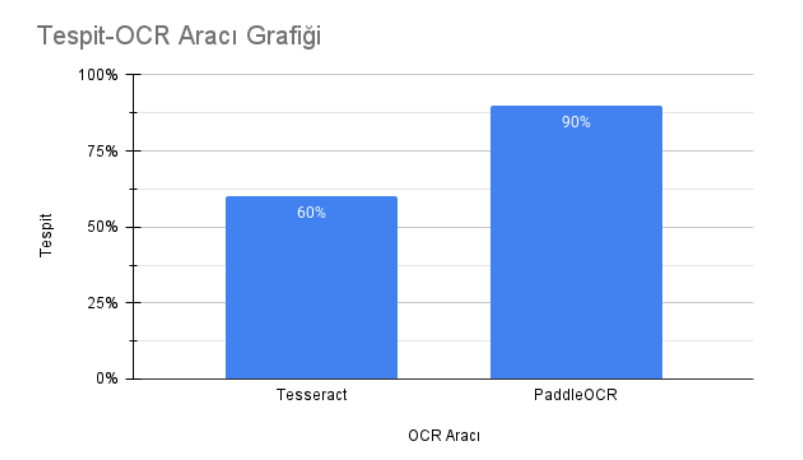 Tespit-OCR Aracı Grafiği
100%
90%
75%
60%
Tespit
50%
25%
0%
Tesseract PaddleOCR
OCR Aracı